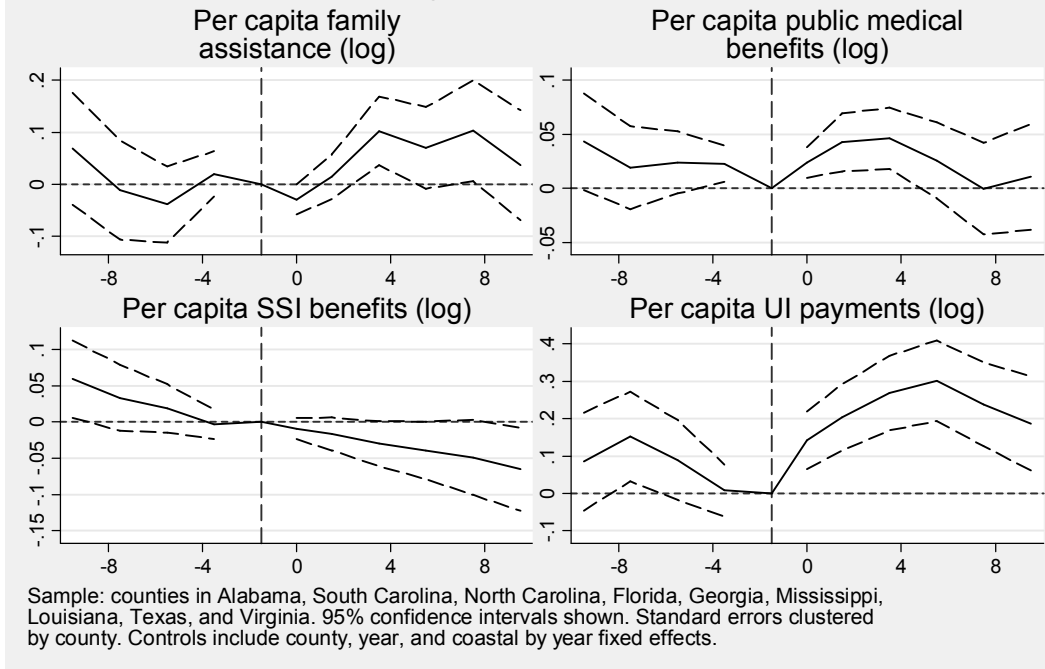 Per capita family
assistance (log)
Per capita public medical
benefits (log)
.2
.1
0
-.1
-8 -4 0 4 8
.1
.05
0
-.05
-8 -4 0 4 8
Per capita SSI benefits (log)
Per capita UI payments (log)
.1
.05
0
-.05
-.1
-.15
-8 -4 0 4 8
.4
.3
.2
.1
0
-.1
-8 -4 0 4 8
Sample: counties in Alabama, South Carolina, North Carolina, Florida, Georgia, Mississippi,
Louisiana, Texas, and Virginia. 95% confidence intervals shown. Standard errors clustered
by county. Controls include county, year, and coastal by year fixed effects.